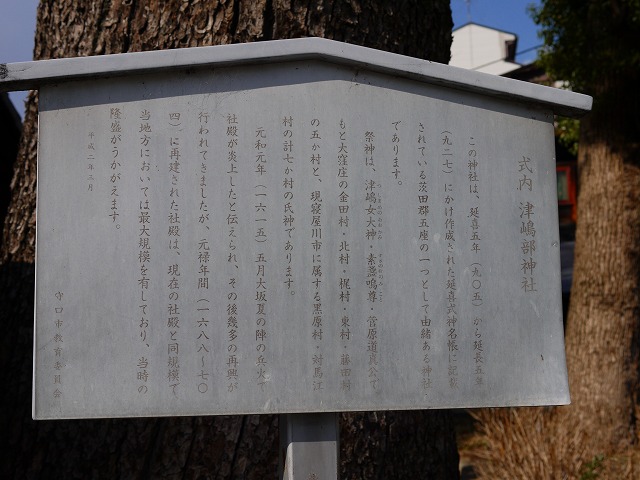 式内 津嶋部神社
この神社は、延喜五年（九〇五）から延長五年
（九二七）にかけ作成された延喜式神名帳に記載
されている茨田郡五座の一つとして由緒ある神社
であります。
祭神は、津嶋女大神・素盞嗚尊・菅原道真公で
もと大窪庄の金田村・北村・梶村・東村・藤田村
の五か村と、現寝屋川市に属する黒原村・対馬江
村の計七か村の氏神であります。
元和元年（一六一五）五月大坂夏の陣の兵火で
社殿が炎上したと伝えられ、その後幾多の再興が
行われてきましたが、元禄年間（一六八八〜七〇
四）に再建された社殿は、現在の社殿と同規模で
当地方においては最大規模を有しており、当時の
隆盛がうかがえます。
平成二年三月
守口市教育委員会